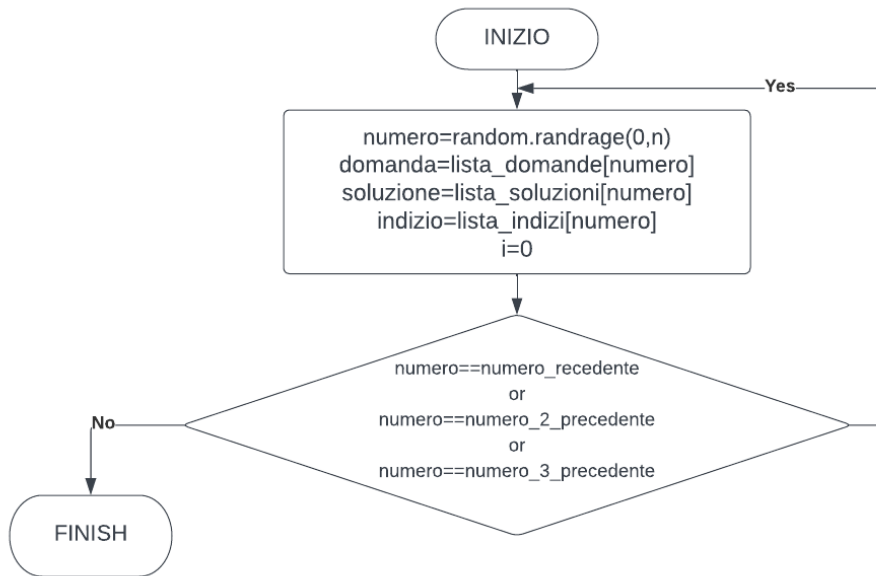 INIZIO
Yes
numero=random.randrage(0,n)
domanda=lista_domande[numero]
soluzione=lista_soluzioni[numero]
indizio=lista_indizi[numero]
i=0
numero==numero_recedente
or
numero==numero_2_precedente
or
numero==numero_3_precedente
No
FINISH